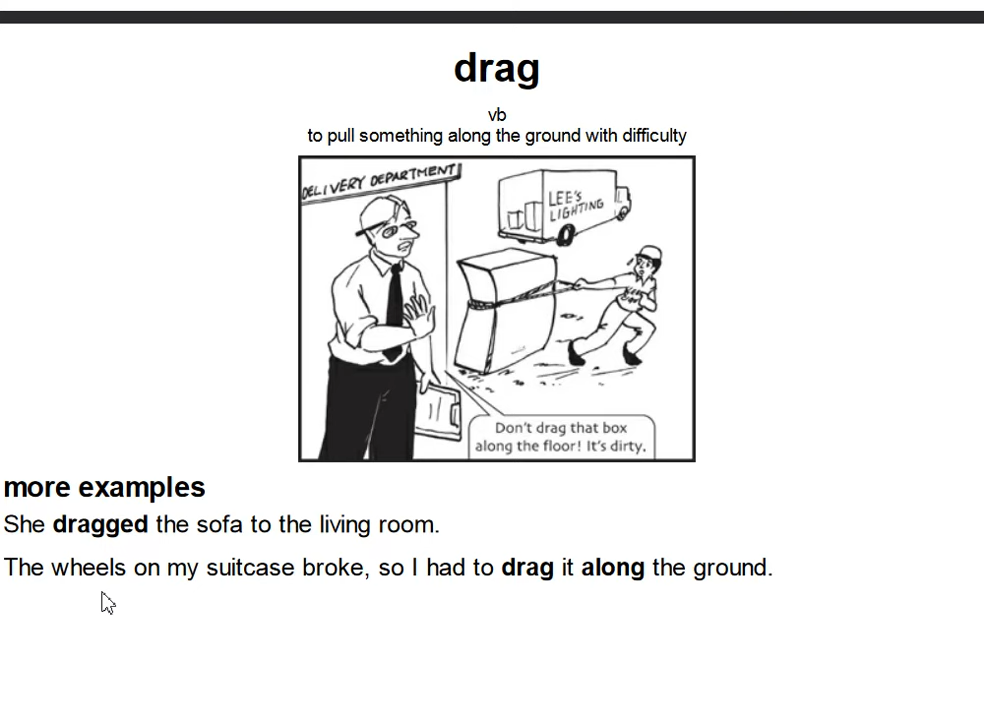 drag
vb
to pull something along the ground with difficulty
DELIVERY DEPARTMENT
LEE'S
LIGHTING
Don't drag that box
along the floor! It's dirty.
more examples
She dragged the sofa to the living room.
The wheels on my suitcase broke, so I had to drag it along the ground.